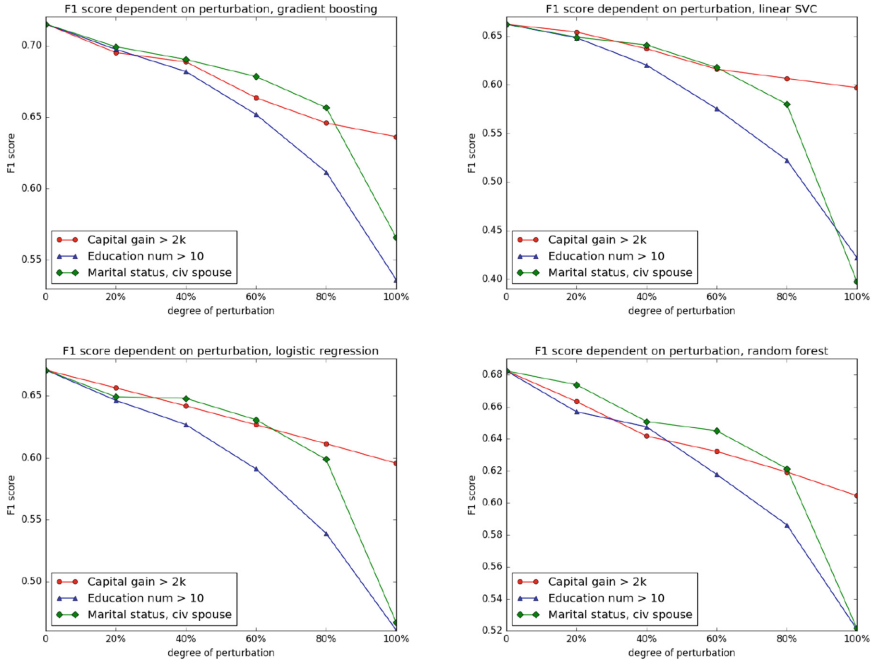 F1 score dependent on perturbation, gradient boosting
0.70
0.65
0.60
0.55
F1 score
Capital gain > 2k
Education num > 10
Marital status, civ spouse
0 20% 40% 60% 80% 100%
degree of perturbation
F1 score dependent on perturbation, linear SVC
0.65
0.60
0.55
0.50
0.45
0.40
F1 score
Capital gain > 2k
Education num > 10
Marital status, civ spouse
0 20% 40% 60% 80% 100%
degree of perturbation
F1 score dependent on perturbation, logistic regression
0.65
0.60
0.55
0.50
F1 score
Capital gain > 2k
Education num > 10
Marital status, civ spouse
0 20% 40% 60% 80% 100%
degree of perturbation
F1 score dependent on perturbation, random forest
0.68
0.66
0.64
0.62
0.60
0.58
0.56
0.54
0.52
F1 score
Capital gain > 2k
Education num > 10
Marital status, civ spouse
0 20% 40% 60% 80% 100%
degree of perturbation